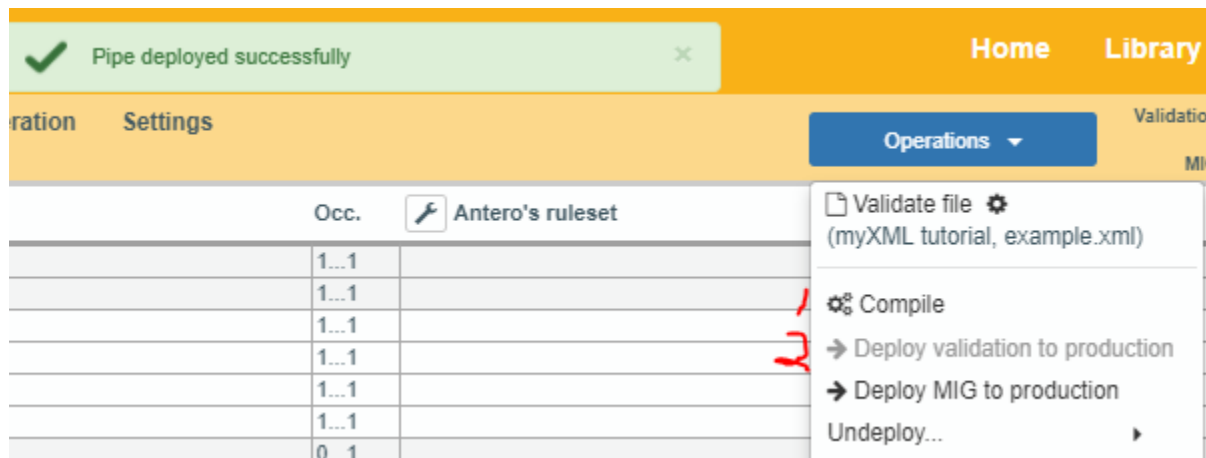 Pipe deployed successfully ×
Home Library
eration Settings
Operations
Validatio
MI
Occ. Antero's ruleset
Validate file
(myXML tutorial, example.xml)
1...1
1...1
1...1
1...1
1...1
1...1
0...1
1 Compile
2 Deploy validation to production
Deploy MIG to production
Undeploy...